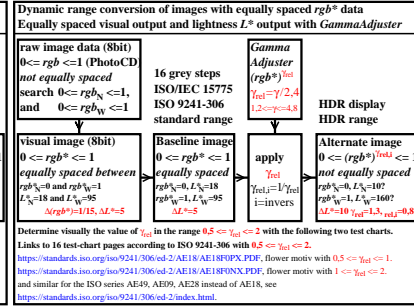 Dynamic range conversion of images with equally spaced rgb* data
Equally spaced visual output and lightness L* output with GammaAdjuster
raw image data (8bit)
0<= rgb <=1 (PhotoCD)
not equally spaced
search 0<= rgbN <=1,
and 0<= rgbW <=1
16 grey steps
ISO/IEC 15775
ISO 9241-306
standard range
Gamma
Adjuster
(rgb*)γrel
γrel=γ/2,4
1,2<=γ<=4,8
HDR display
HDR range
visual image (8bit)
0 <= rgb* <= 1
equally spaced between
rgb*N=0 and rgb*W=1
L*N=18 and L*W=95
Δ(rgb*)=1/15, ΔL*=5
Baseline image
0 <= rgb* <= 1
equally spaced
rgb*N=0, L*N=18
rgb*W=1, L*W=95
ΔL*=5
apply
γrel
γrel,i=1/γrel
i=invers
Alternate image
0 <= (rgb*)γrel,i <= 1
not equally spaced
rgb*N=0, L*N=10?
rgb*W=1, L*W=160?
ΔL*=10 γrel=1,3, γrel,i=0,8
Determine visually the value of γrel in the range 0,5 <= γrel <= 2 with the following two test charts.
Links to 16 test-chart pages according to ISO 9241-306 with 0,5 <= γrel <= 2.
https://standards.iso.org/iso/9241/306/ed-2/AE18/AE18F0PX.PDF, flower motiv with 0,5 <= γrel <= 1.
https://standards.iso.org/iso/9241/306/ed-2/AE18/AE18F0NX.PDF, flower motiv with 1 <= γrel <= 2.
and similar for the ISO series AE49, AE09, AE28 instead of AE18, see
https://standards.iso.org/iso/9241/306/ed-2/index.html.